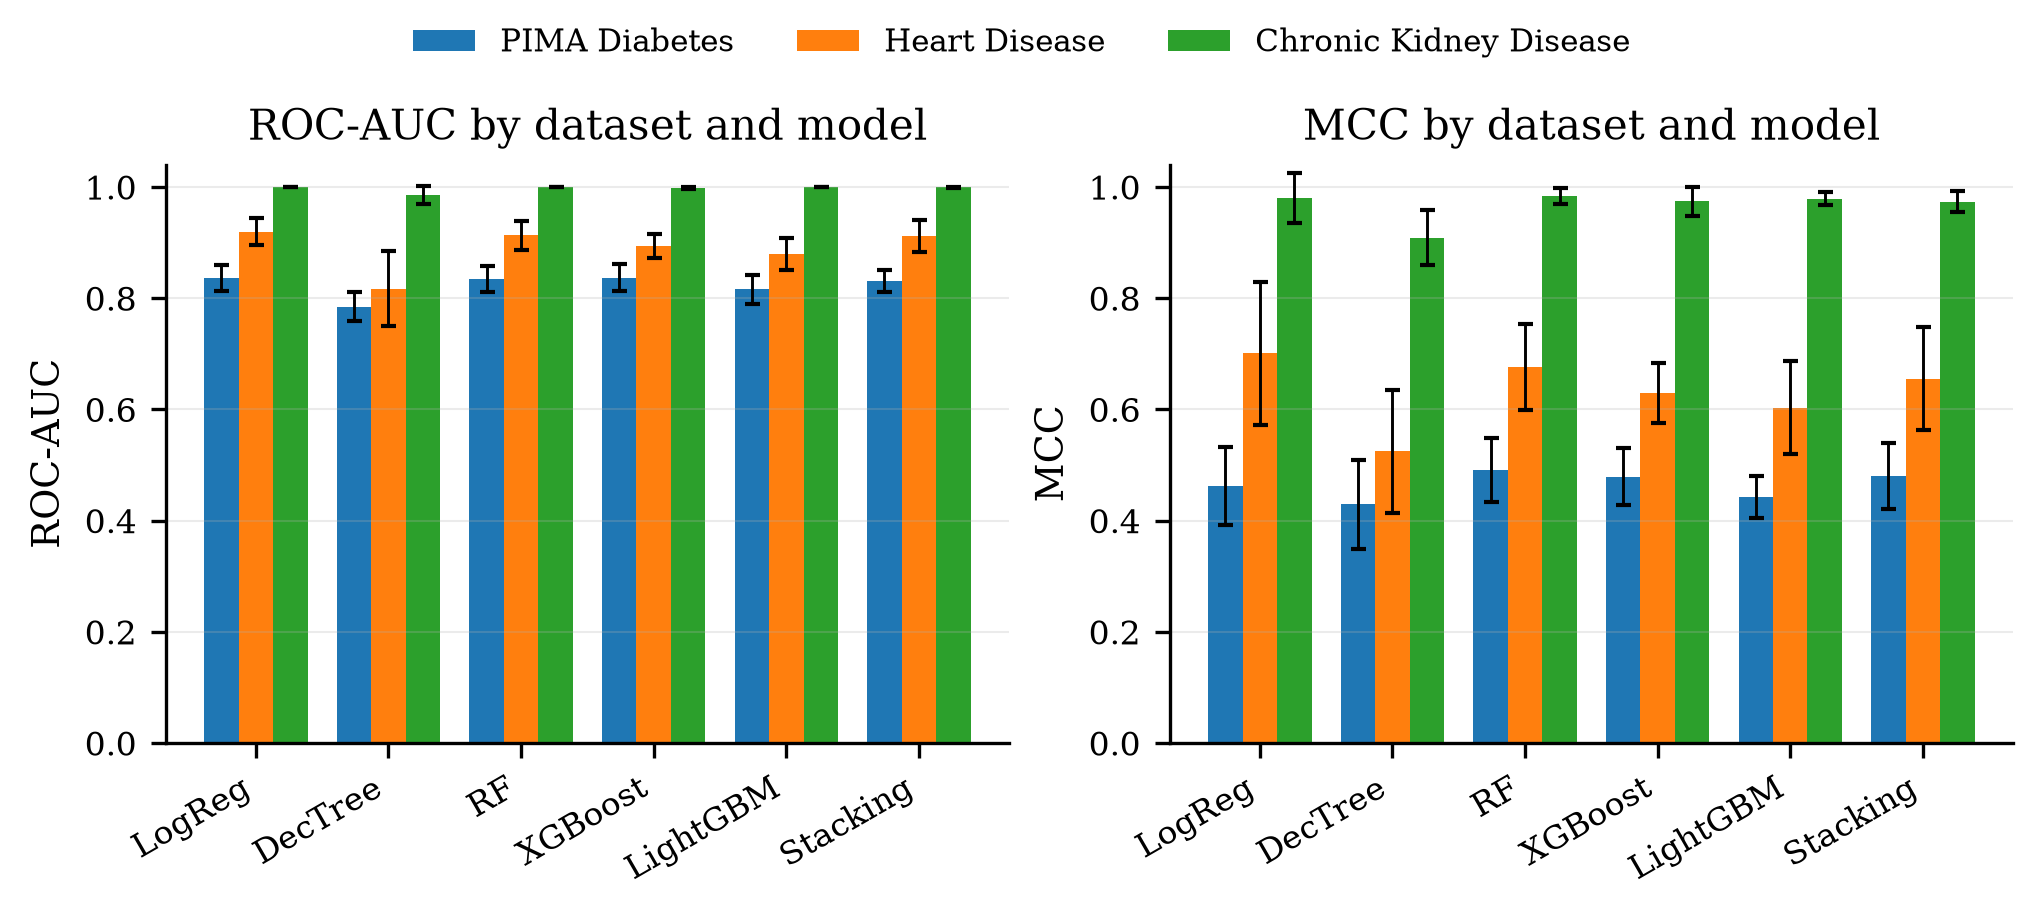 PIMA Diabetes Heart Disease Chronic Kidney Disease
ROC-AUC by dataset and model
ROC-AUC
1.0
0.8
0.6
0.4
0.2
0.0
LogReg DecTree RF XGBoost LightGBM Stacking
MCC by dataset and model
MCC
1.0
0.8
0.6
0.4
0.2
0.0
LogReg DecTree RF XGBoost LightGBM Stacking